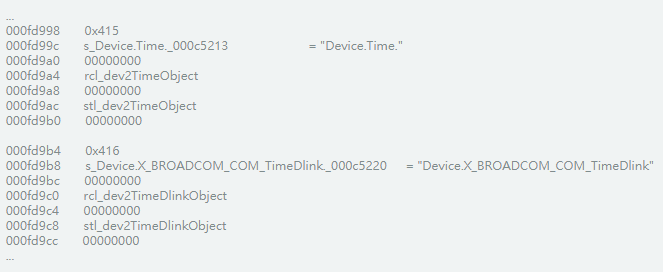 ...
000fd998 0x415
000fd99c s_Device.Time._000c5213 = "Device.Time."
000fd9a0 00000000
000fd9a4 rcl_dev2TimeObject
000fd9a8 00000000
000fd9ac stl_dev2TimeObject
000fd9b0 00000000
000fd9b4 0x416
000fd9b8 s_Device.X_BROADCOM_COM_TimeDlink._000c5220 = "Device.X_BROADCOM_COM_TimeDlink"
000fd9bc 00000000
000fd9c0 rcl_dev2TimeDlinkObject
000fd9c4 00000000
000fd9c8 stl_dev2TimeDlinkObject
000fd9cc 00000000
...